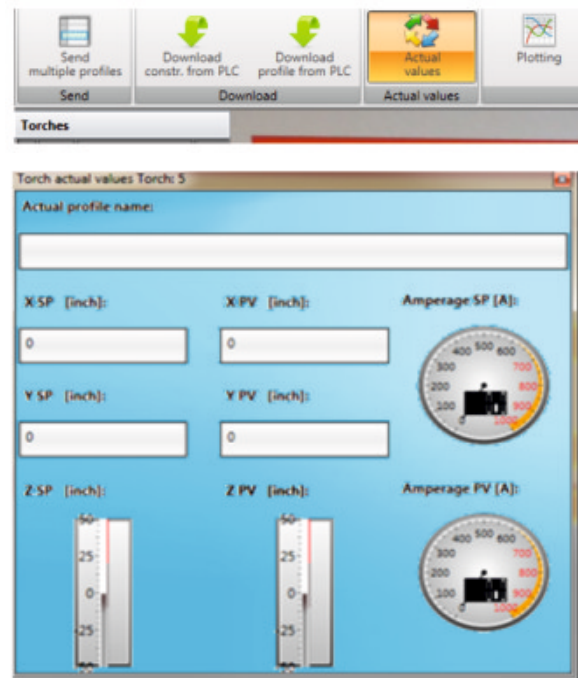 Send multiple profiles
Download constr. from PLC
Download profile from PLC
Actual values
Plotting
Send
Download
Actual values
Torches
Torch actual values Torch: 5
Actual profile name:
X SP [inch]:
X PV [inch]:
Amperage SP [A]:
0
0
0 100 200 300 400 500 600 700 800 900 1000
Y SP [inch]:
Y PV [inch]:
0
0
Z SP [inch]:
Z PV [inch]:
Amperage PV [A]:
50
25
0
-25
50
25
0
-25
0 100 200 300 400 500 600 700 800 900 1000